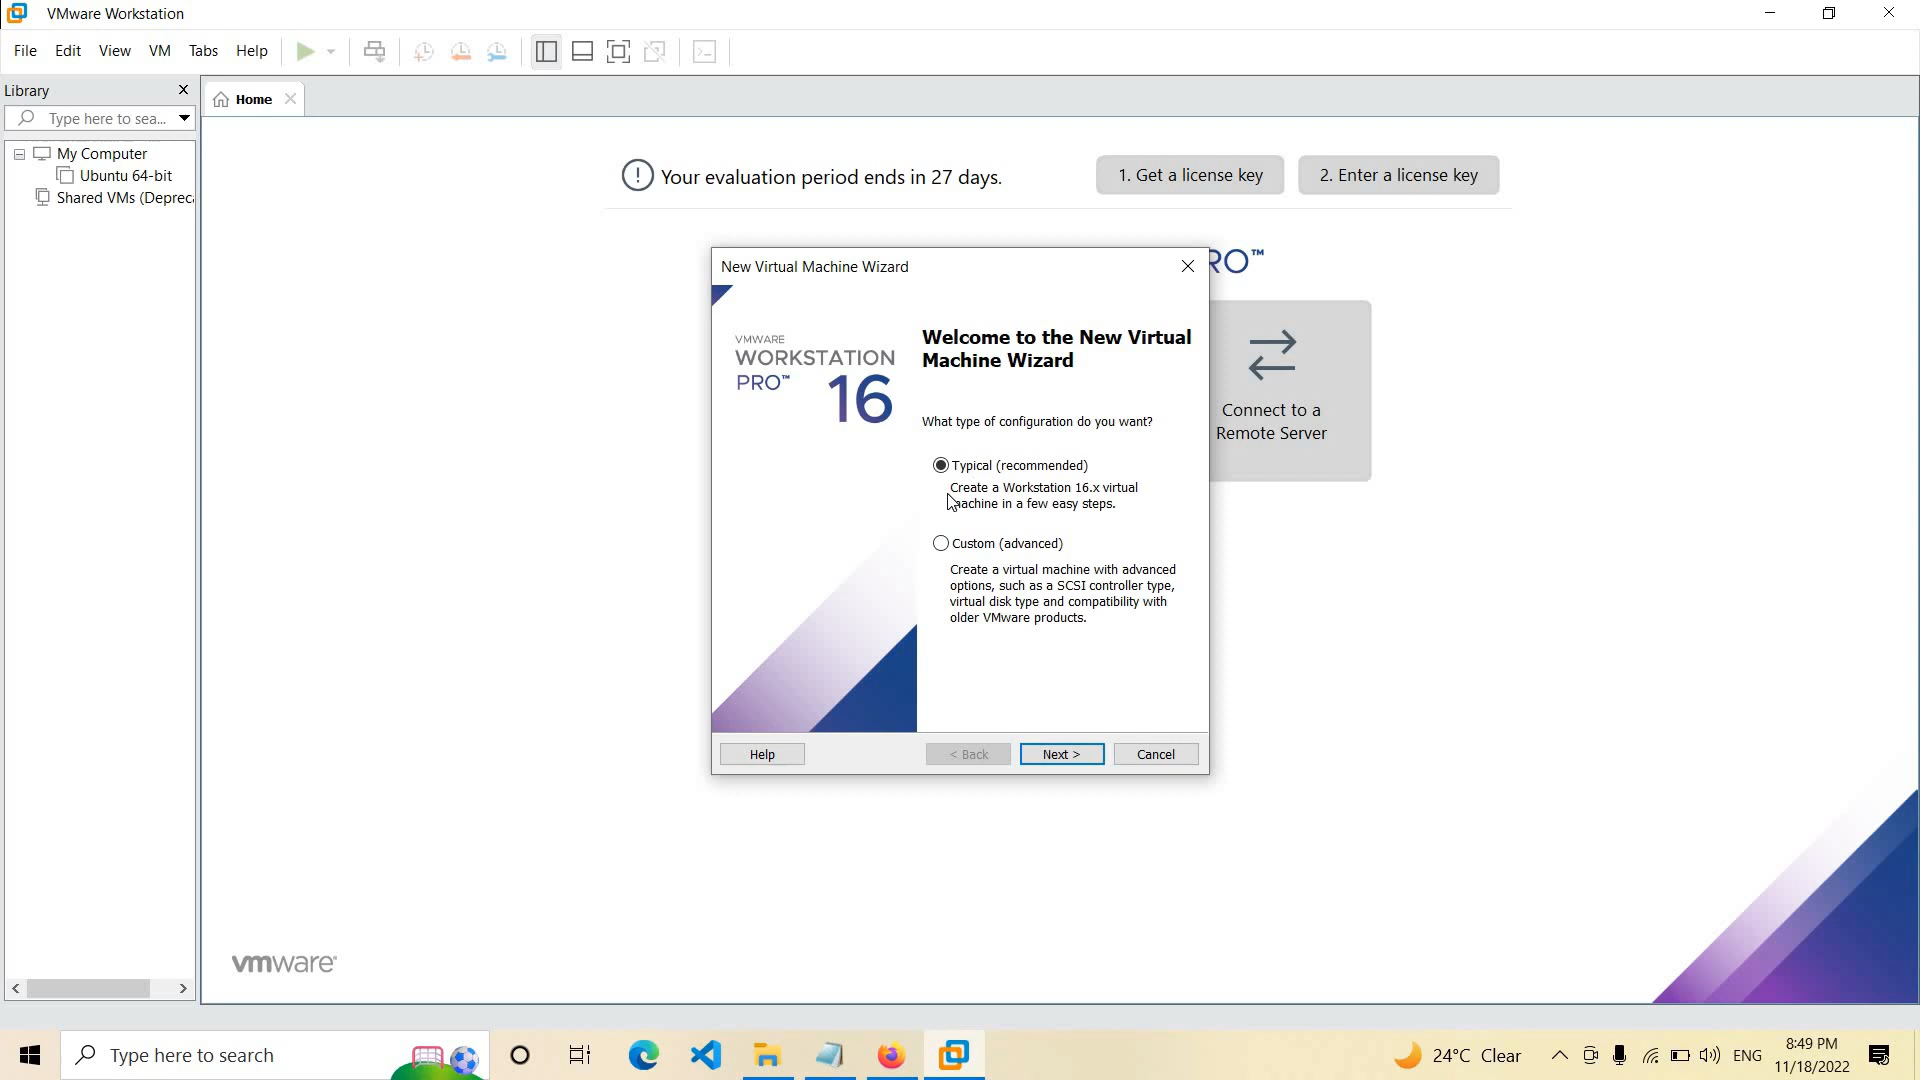 VMware Workstation
File Edit View VM Tabs Help
Library
Type here to sea...
My Computer
Ubuntu 64-bit
Shared VMs (Depreca
Home
Your evaluation period ends in 27 days.
1. Get a license key
2. Enter a license key
RO™
Connect to a
Remote Server
New Virtual Machine Wizard
VMWARE
WORKSTATION
PRO™ 16
Welcome to the New Virtual
Machine Wizard
What type of configuration do you want?
Typical (recommended)
Create a Workstation 16.x virtual
machine in a few easy steps.
Custom (advanced)
Create a virtual machine with advanced
options, such as a SCSI controller type,
virtual disk type and compatibility with
older VMware products.
Help
< Back
Next >
Cancel
vmware®
Type here to search
24°C Clear
ENG
8:49 PM
11/18/2022